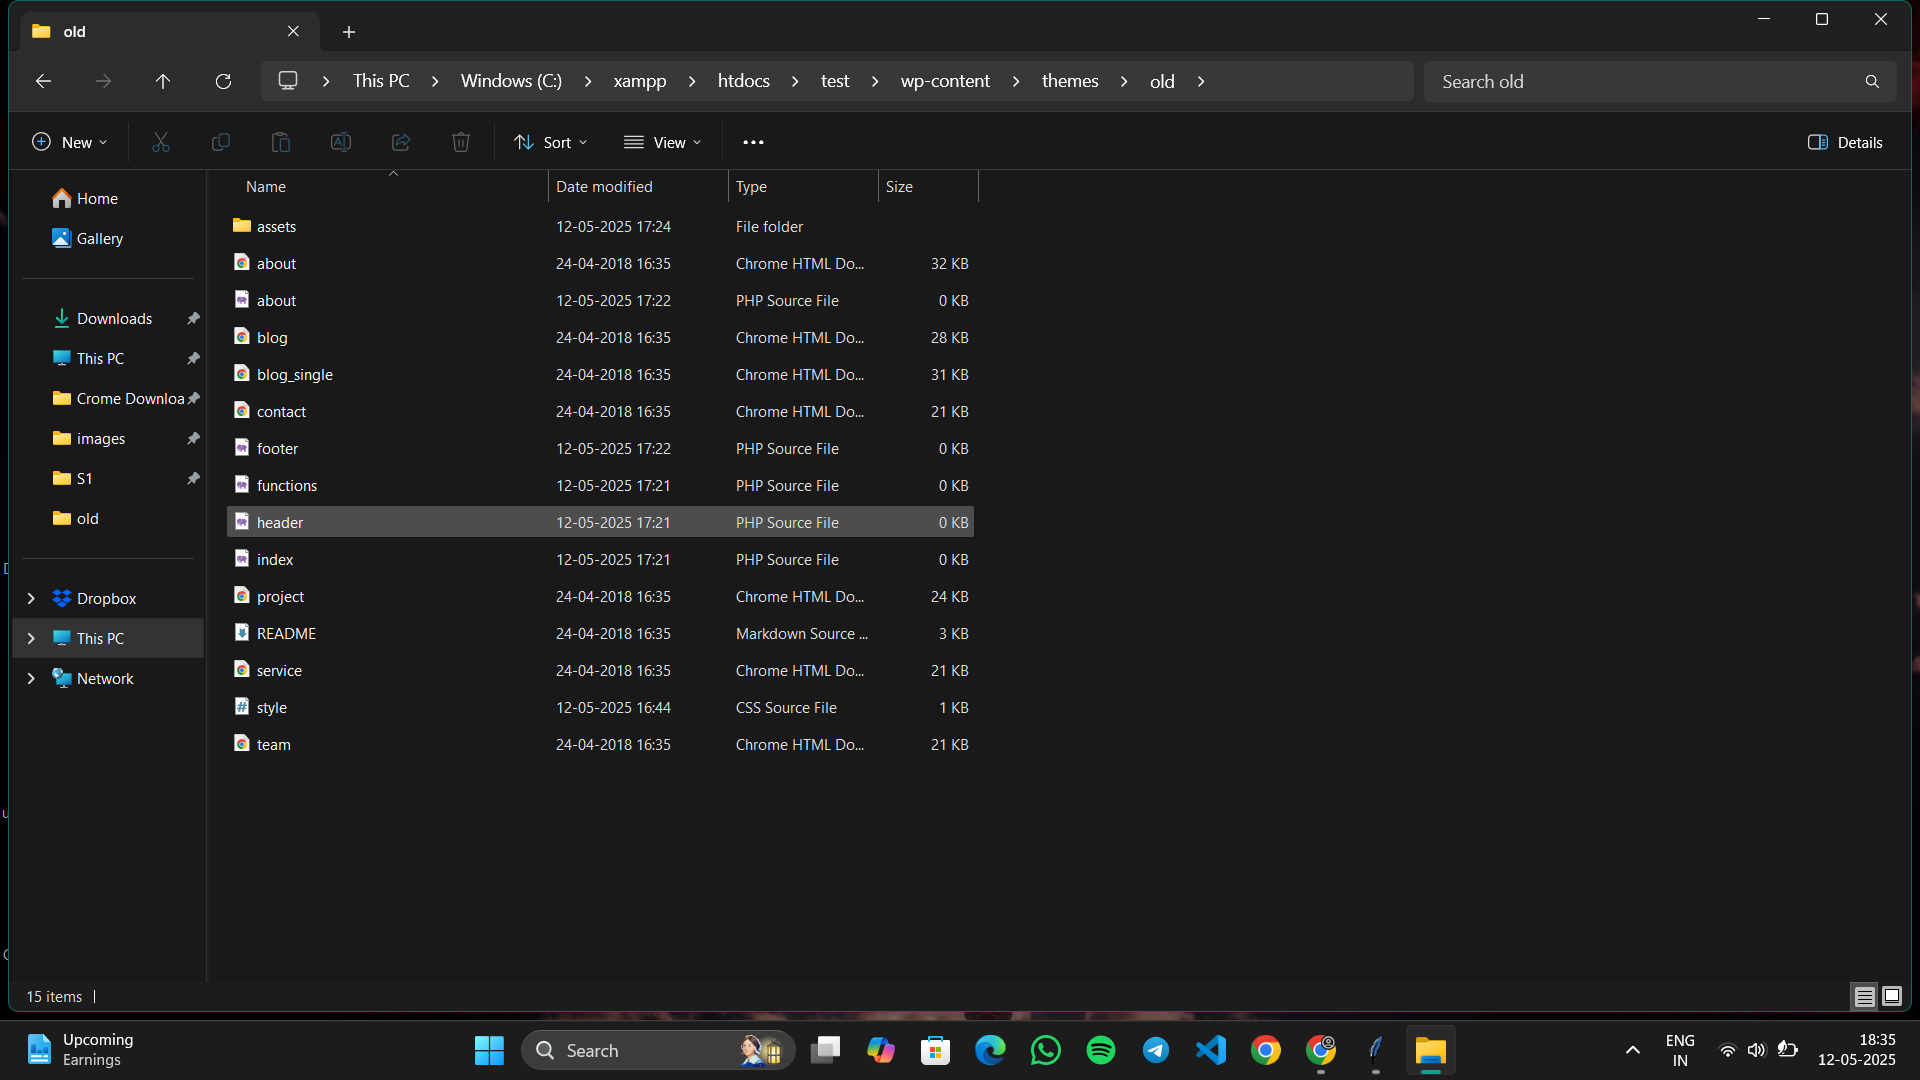 old
This PC > Windows (C:) > xampp > htdocs > test > wp-content > themes > old >
Search old
New
Sort
View
Details
Name Date modified Type Size
Home
Gallery
Downloads
This PC
Crome Downloa
images
S1
old
Dropbox
This PC
Network
assets 12-05-2025 17:24 File folder
about 24-04-2018 16:35 Chrome HTML Do... 32 KB
about 12-05-2025 17:22 PHP Source File 0 KB
blog 24-04-2018 16:35 Chrome HTML Do... 28 KB
blog_single 24-04-2018 16:35 Chrome HTML Do... 31 KB
contact 24-04-2018 16:35 Chrome HTML Do... 21 KB
footer 12-05-2025 17:22 PHP Source File 0 KB
functions 12-05-2025 17:21 PHP Source File 0 KB
header 12-05-2025 17:21 PHP Source File 0 KB
index 12-05-2025 17:21 PHP Source File 0 KB
project 24-04-2018 16:35 Chrome HTML Do... 24 KB
README 24-04-2018 16:35 Markdown Source ... 3 KB
service 24-04-2018 16:35 Chrome HTML Do... 21 KB
style 12-05-2025 16:44 CSS Source File 1 KB
team 24-04-2018 16:35 Chrome HTML Do... 21 KB
15 items
Upcoming
Earnings
Search
ENG
IN
18:35
12-05-2025